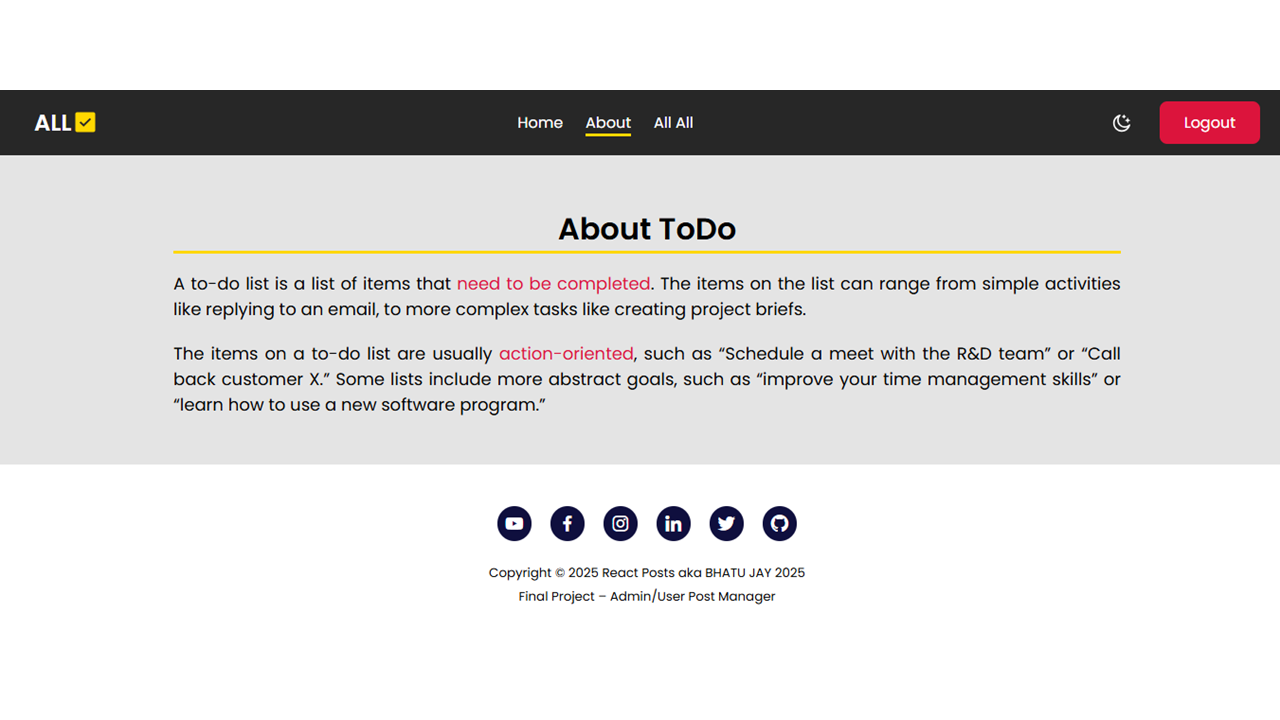 ALL
Home About All All
Logout
About ToDo
A to-do list is a list of items that need to be completed. The items on the list can range from simple activities
like replying to an email, to more complex tasks like creating project briefs.
The items on a to-do list are usually action-oriented, such as “Schedule a meet with the R&D team” or “Call
back customer X.” Some lists include more abstract goals, such as “improve your time management skills” or
“learn how to use a new software program.”
Copyright © 2025 React Posts aka BHATU JAY 2025
Final Project – Admin/User Post Manager